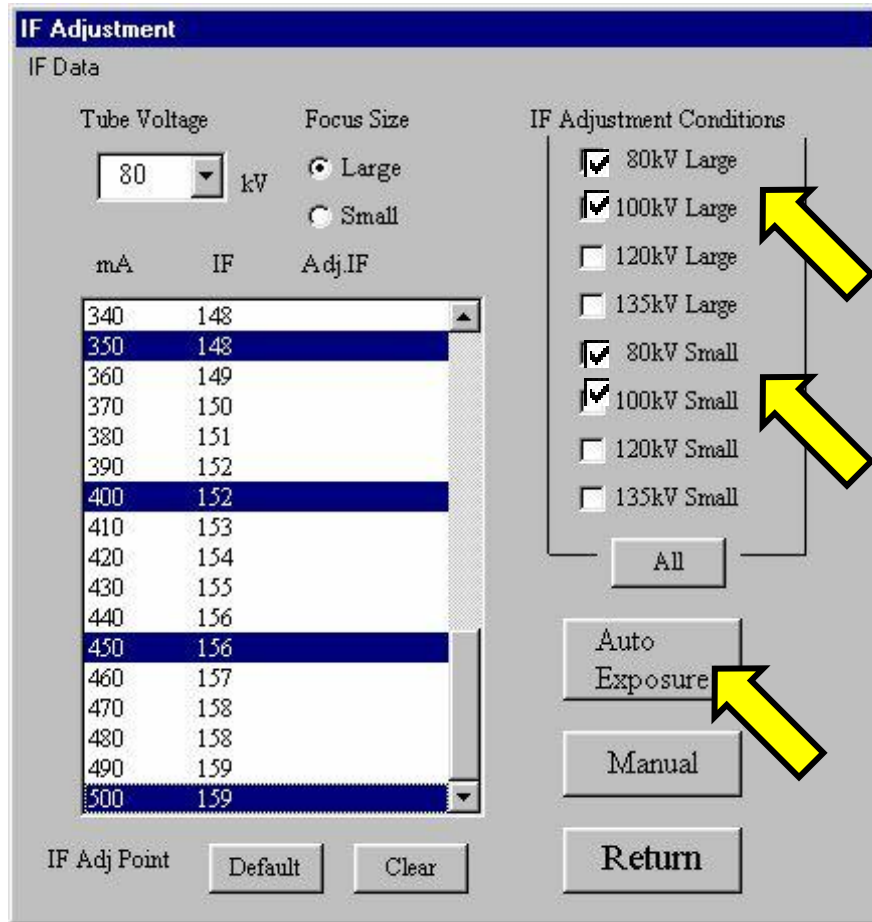 IF Adjustment
IF Data
Tube Voltage
80
kV
Focus Size
Large
Small
mA IF Adj.IF
340 148
350 148
360 149
370 150
380 151
390 152
400 152
410 153
420 154
430 155
440 156
450 156
460 157
470 158
480 158
490 159
500 159
IF Adj Point
Default
Clear
IF Adjustment Conditions
80kV Large
100kV Large
120kV Large
135kV Large
80kV Small
100kV Small
120kV Small
135kV Small
All
Auto
Exposure
Manual
Return